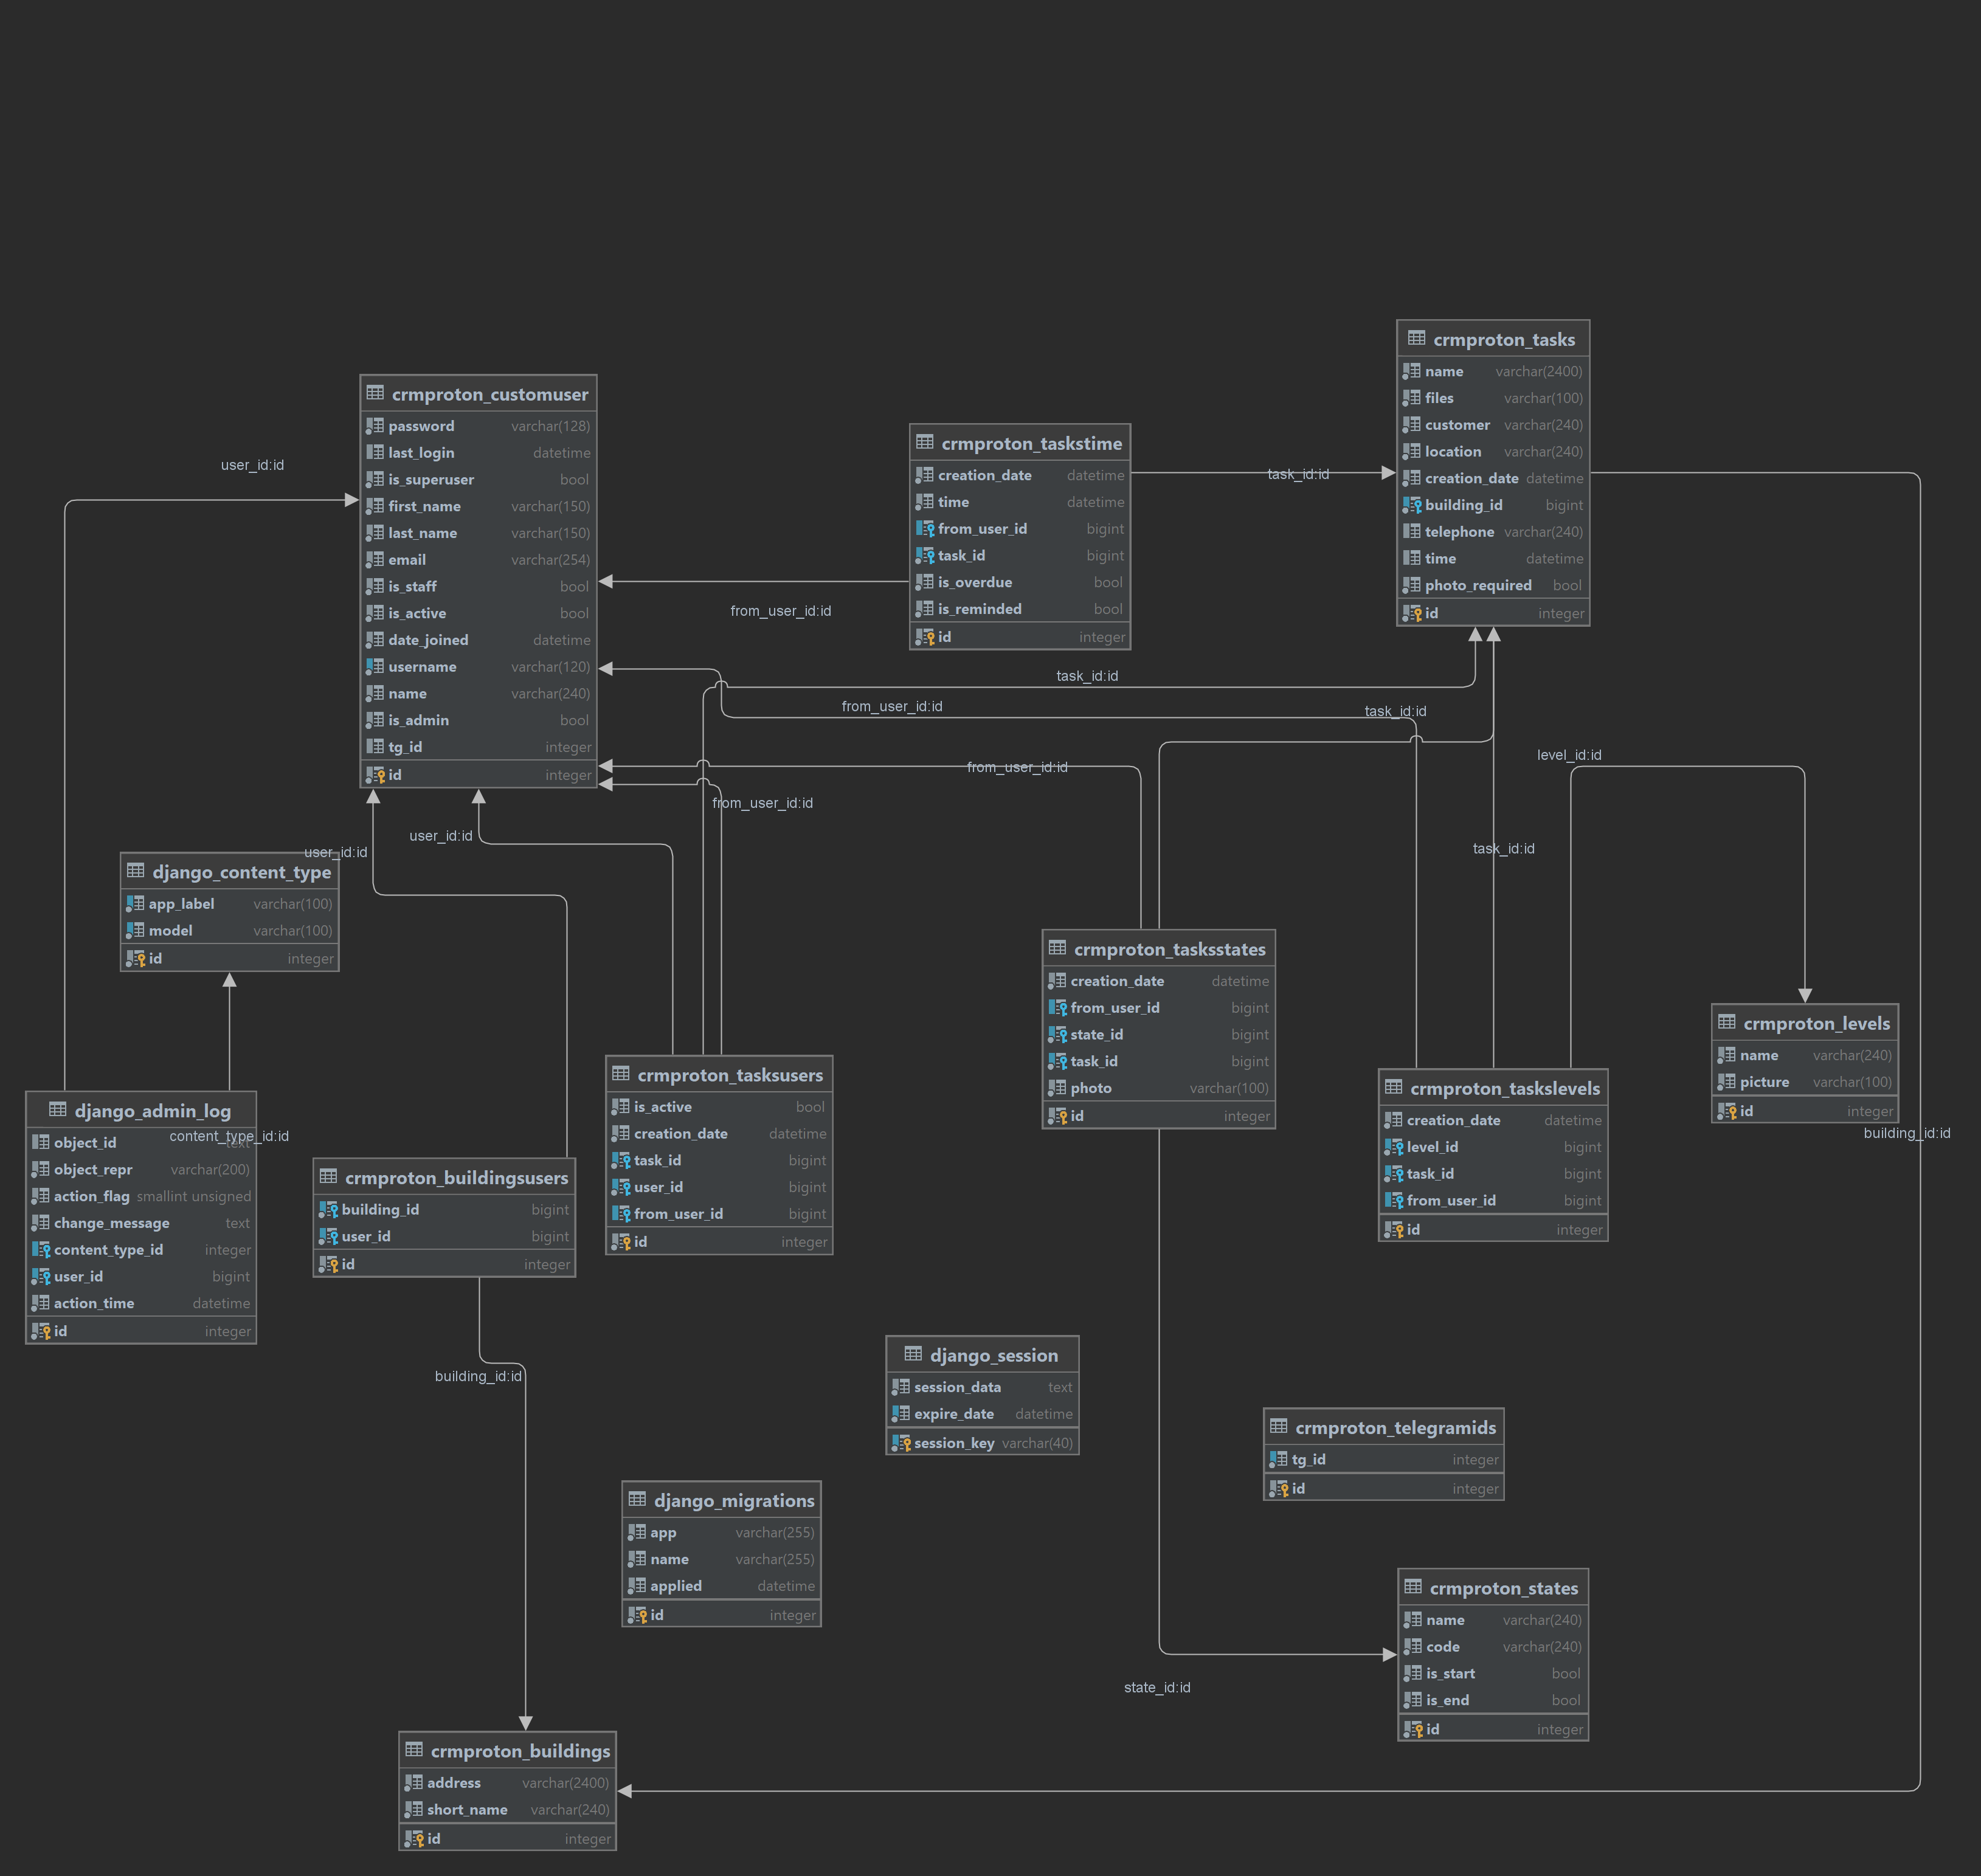 crmproton_tasks
name varchar(2400)
files varchar(100)
customer varchar(240)
location varchar(240)
creation_date datetime
building_id bigint
telephone varchar(240)
time datetime
photo_required bool
id integer
crmproton_customuser
password varchar(128)
last_login datetime
is_superuser bool
first_name varchar(150)
last_name varchar(150)
email varchar(254)
is_staff bool
is_active bool
date_joined datetime
username varchar(120)
name varchar(240)
is_admin bool
tg_id integer
id integer
crmproton_taskstime
creation_date datetime
time datetime
from_user_id bigint
task_id bigint
is_overdue bool
is_reminded bool
id integer
user_id:id
task_id:id
from_user_id:id
task_id:id
from_user_id:id
task_id:id
level_id:id
from_user_id:id
from_user_id:id
user_id:id
user_id:id
task_id:id
django_content_type
app_label varchar(100)
model varchar(100)
id integer
crmproton_tasksstates
creation_date datetime
from_user_id bigint
state_id bigint
task_id bigint
photo varchar(100)
id integer
crmproton_levels
name varchar(240)
picture varchar(100)
id integer
building_id:id
crmproton_tasksusers
is_active bool
creation_date datetime
task_id bigint
user_id bigint
from_user_id bigint
id integer
crmproton_taskslevels
creation_date datetime
level_id bigint
task_id bigint
from_user_id bigint
id integer
django_admin_log
object_id text
content_type_id:id
object_repr varchar(200)
action_flag smallint unsigned
change_message text
content_type_id integer
user_id bigint
action_time datetime
id integer
crmproton_buildingsusers
building_id bigint
user_id bigint
id integer
building_id:id
django_session
session_data text
expire_date datetime
session_key varchar(40)
crmproton_telegramids
tg_id integer
id integer
django_migrations
app varchar(255)
name varchar(255)
applied datetime
id integer
crmproton_states
name varchar(240)
code varchar(240)
is_start bool
is_end bool
id integer
state_id:id
crmproton_buildings
address varchar(2400)
short_name varchar(240)
id integer